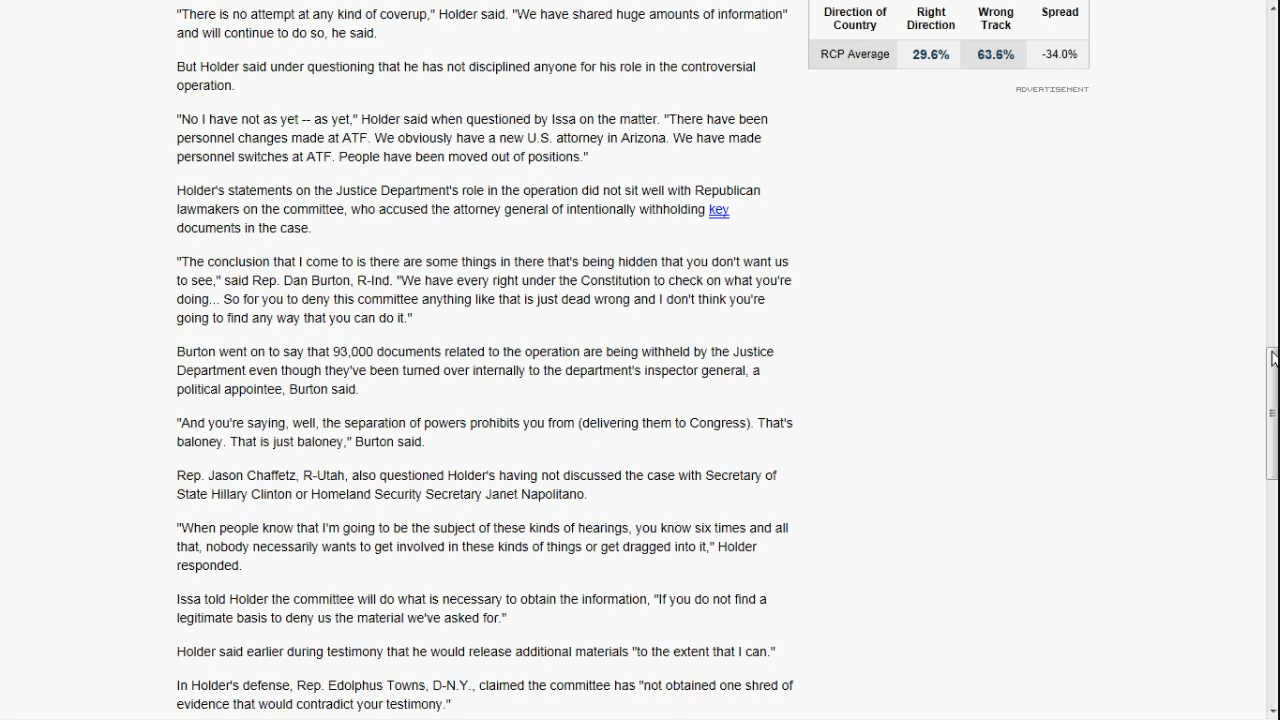 "There is no attempt at any kind of coverup," Holder said. "We have shared huge amounts of information"
and will continue to do so, he said.
But Holder said under questioning that he has not disciplined anyone for his role in the controversial
operation.
"No I have not as yet -- as yet," Holder said when questioned by Issa on the matter. "There have been
personnel changes made at ATF. We obviously have a new U.S. attorney in Arizona. We have made
personnel switches at ATF. People have been moved out of positions."
Holder's statements on the Justice Department's role in the operation did not sit well with Republican
lawmakers on the committee, who accused the attorney general of intentionally withholding key
documents in the case.
"The conclusion that I come to is there are some things in there that's being hidden that you don't want us
to see," said Rep. Dan Burton, R-Ind. "We have every right under the Constitution to check on what you're
doing... So for you to deny this committee anything like that is just dead wrong and I don't think you're
going to find any way that you can do it."
Burton went on to say that 93,000 documents related to the operation are being withheld by the Justice
Department even though they've been turned over internally to the department's inspector general, a
political appointee, Burton said.
"And you're saying, well, the separation of powers prohibits you from (delivering them to Congress). That's
baloney. That is just baloney," Burton said.
Rep. Jason Chaffetz, R-Utah, also questioned Holder's having not discussed the case with Secretary of
State Hillary Clinton or Homeland Security Secretary Janet Napolitano.
"When people know that I'm going to be the subject of these kinds of hearings, you know six times and all
that, nobody necessarily wants to get involved in these kinds of things or get dragged into it," Holder
responded.
Issa told Holder the committee will do what is necessary to obtain the information, "If you do not find a
legitimate basis to deny us the material we've asked for."
Holder said earlier during testimony that he would release additional materials "to the extent that I can."
In Holder's defense, Rep. Edolphus Towns, D-N.Y., claimed the committee has "not obtained one shred of
evidence that would contradict your testimony."
Direction of Country Right Direction Wrong Track Spread
RCP Average 29.6% 63.6% -34.0%
ADVERTISEMENT